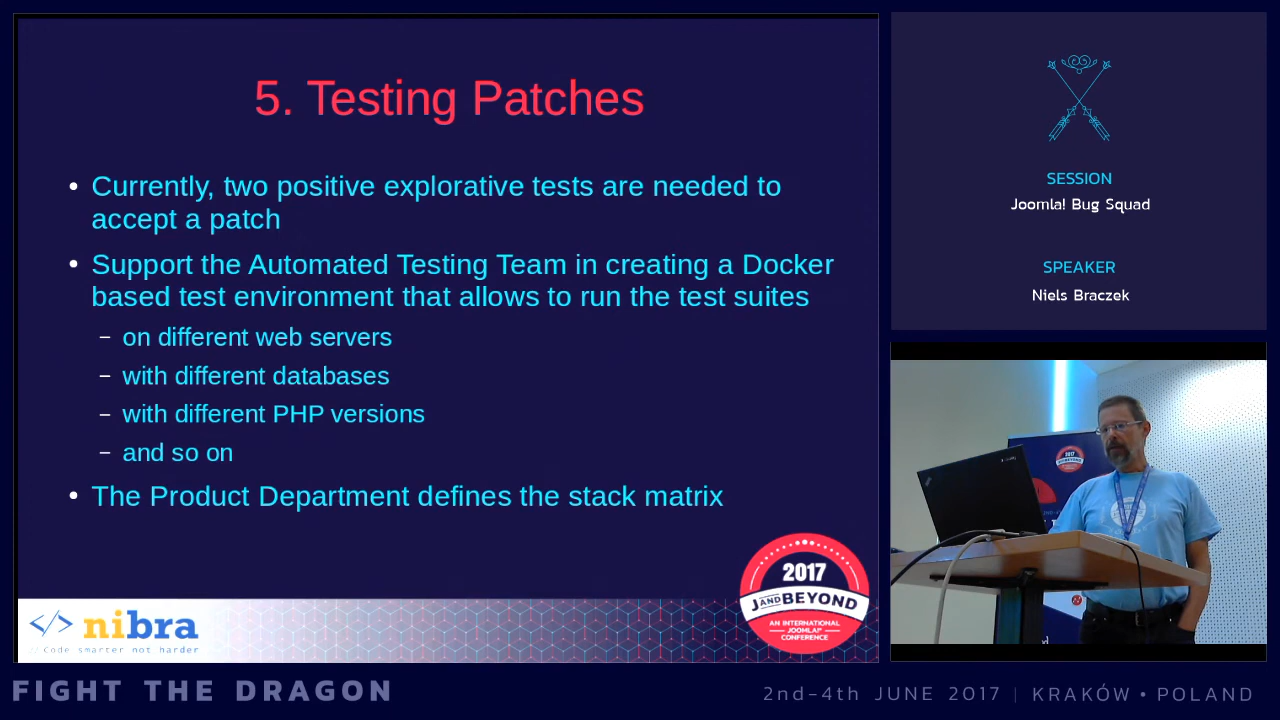 5. Testing Patches
Currently, two positive explorative tests are needed to
accept a patch
Support the Automated Testing Team in creating a Docker
based test environment that allows to run the test suites
– on different web servers
– with different databases
– with different PHP versions
– and so on
The Product Department defines the stack matrix
2017
J AND BEYOND
AN INTERNATIONAL
JOOMLA!
CONFERENCE
</> nibra
// Code smarter not harder
SESSION
Joomla! Bug Squad
SPEAKER
Niels Braczek
2017
FIGHT THE DRAGON
2nd-4th JUNE 2017 | KRAKÓW • POLAND